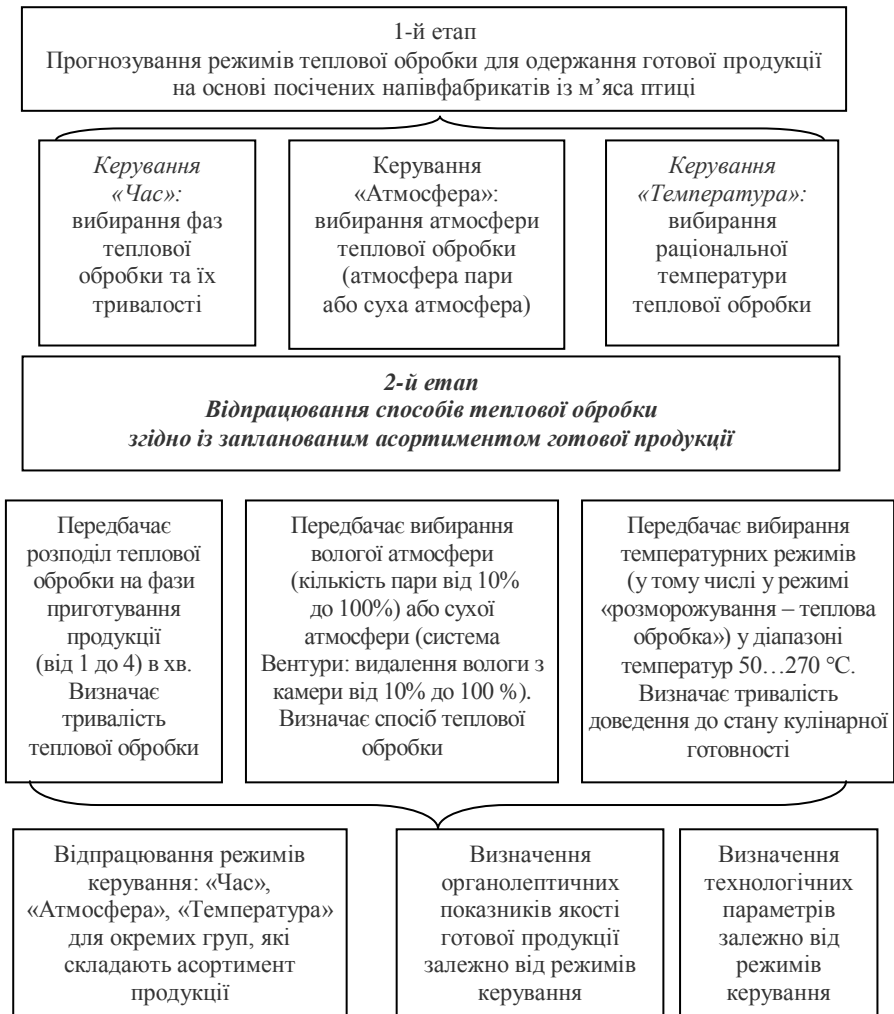 1-й етап
Прогнозування режимів теплової обробки для одержання готової продукції
на основі посічених напівфабрикатів із м’яса птиці
Керування
«Час»:
вибирання фаз
теплової
обробки та їх
тривалості
Керування
«Атмосфера»:
вибирання атмосфери
теплової обробки
(атмосфера пари
або суха атмосфера)
Керування
«Температура»:
вибирання
раціональної
температури
теплової обробки
2-й етап
Відпрацювання способів теплової обробки
згідно із запланованим асортиментом готової продукції
Передбачає
розподіл теплової
обробки на фази
приготування
продукції
(від 1 до 4) в хв.
Визначає
тривалість
теплової обробки
Передбачає вибирання
вологої атмосфери
(кількість пари від 10%
до 100%) або сухої
атмосфери (система
Вентури: видалення вологи з
камери від 10% до 100 %).
Визначає спосіб теплової
обробки
Передбачає вибирання
температурних режимів
(у тому числі у режимі
«розморожування – теплова
обробка») у діапазоні
температур 50…270 °С.
Визначає тривалість
доведення до стану кулінарної
готовності
Відпрацювання режимів
керування: «Час»,
«Атмосфера», «Температура»
для окремих груп, які
складають асортимент
продукції
Визначення
органолептичних
показників якості
готової продукції
залежно від режимів
керування
Визначення
технологічних
параметрів
залежно від
режимів
керування